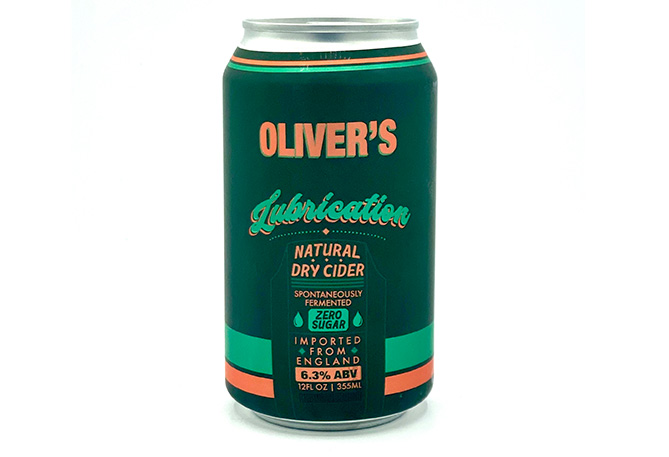 OLIVER'S
Lubrication
NATURAL
DRY CIDER
SPONTANEOUSLY
FERMENTED
ZERO
SUGAR
IMPORTED
FROM
ENGLAND
6.3% ABV
12FL OZ | 355ML